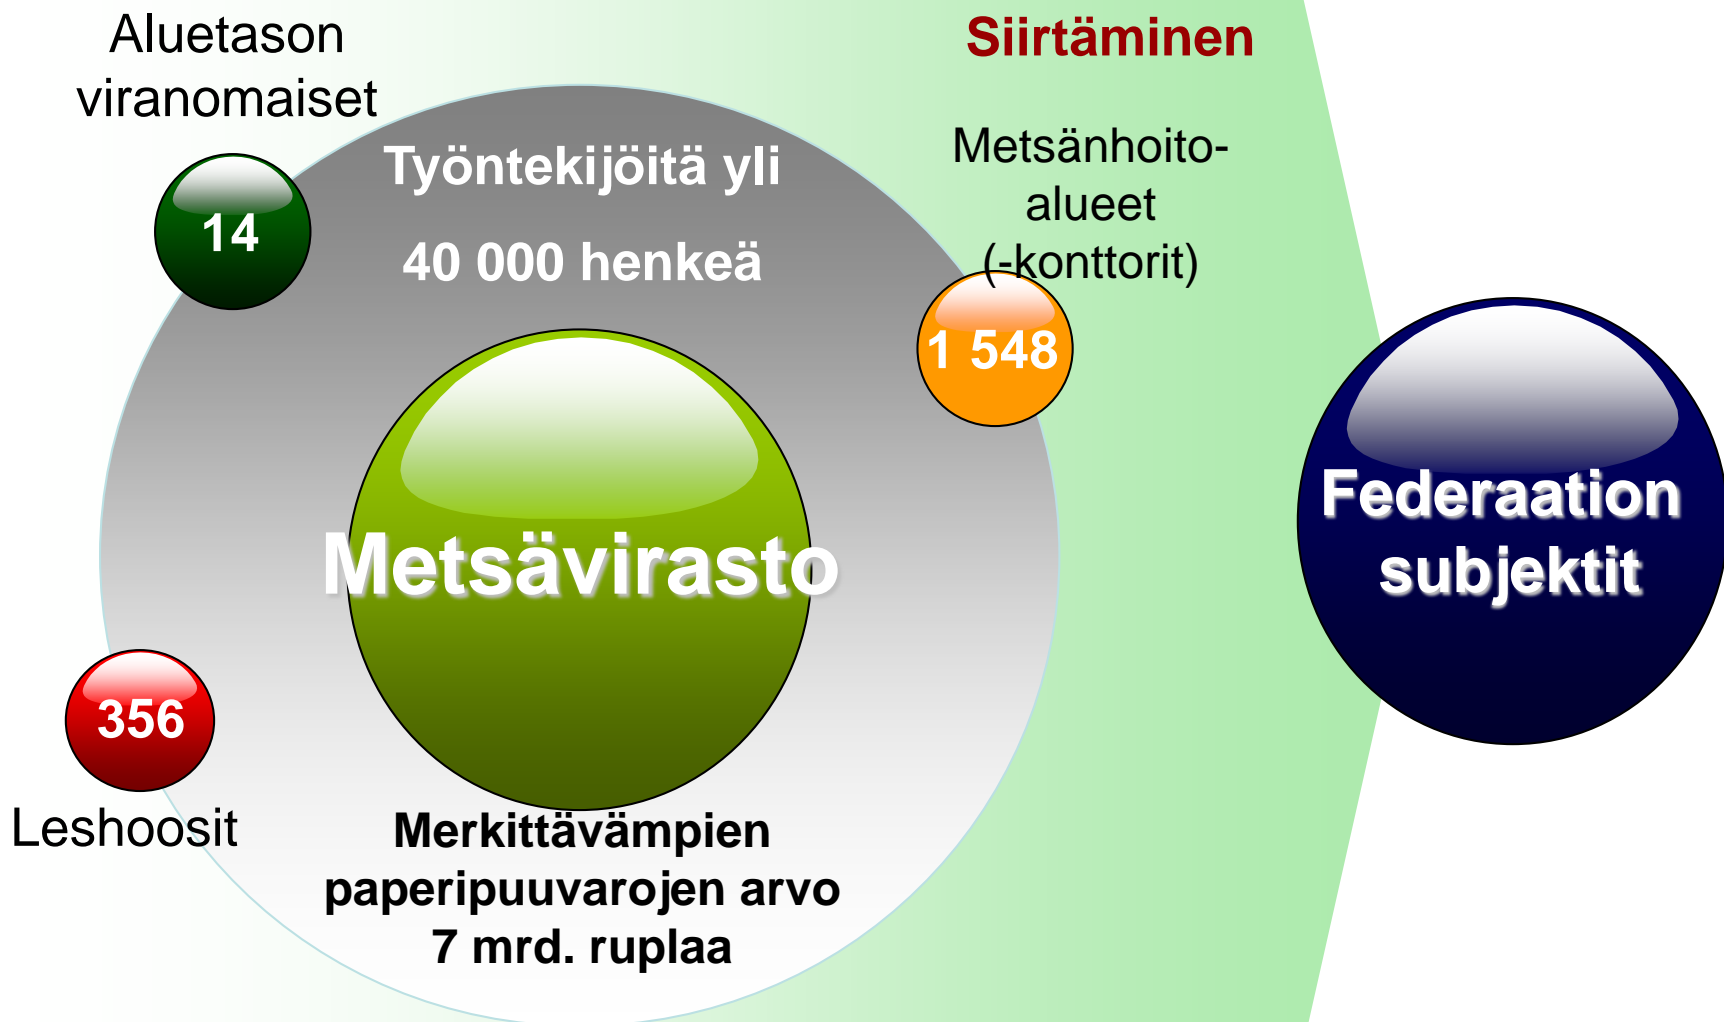 Aluetason
viranomaiset
14
Työntekijöitä yli
40 000 henkeä
Siirtäminen
Metsänhoito-
alueet
(-konttorit)
1 548
Metsävirasto
Federaation
subjektit
356
Leshoosit
Merkittävämpien
paperipuuvarojen arvo
7 mrd. ruplaa